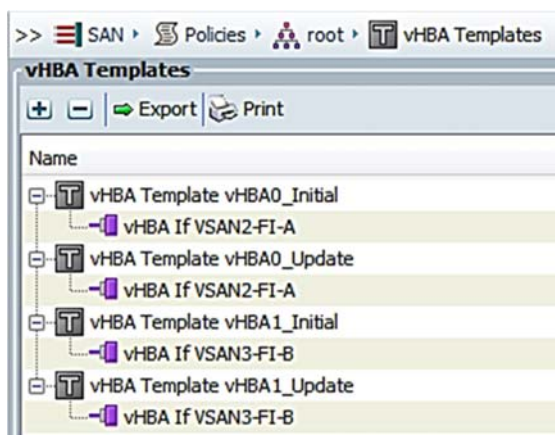 >> SAN Policies root T vHBA Templates
vHBA Templates
Export Print
Name
T vHBA Template vHBA0_Initial
vHBA If VSAN2-FI-A
T vHBA Template vHBA0_Update
vHBA If VSAN2-FI-A
T vHBA Template vHBA1_Initial
vHBA If VSAN3-FI-B
T vHBA Template vHBA1_Update
vHBA If VSAN3-FI-B